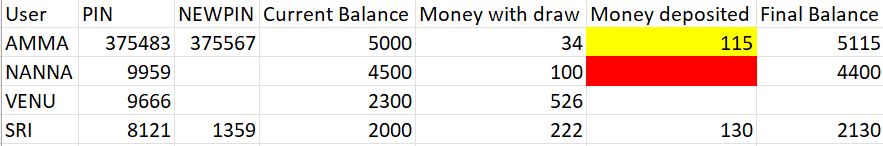 User PIN NEWPIN Current Balance Money with draw Money deposited Final Balance
AMMA 375483 375567 5000 34 115 5115
NANNA 9959 4500 100 4400
VENU 9666 2300 526
SRI 8121 1359 2000 222 130 2130